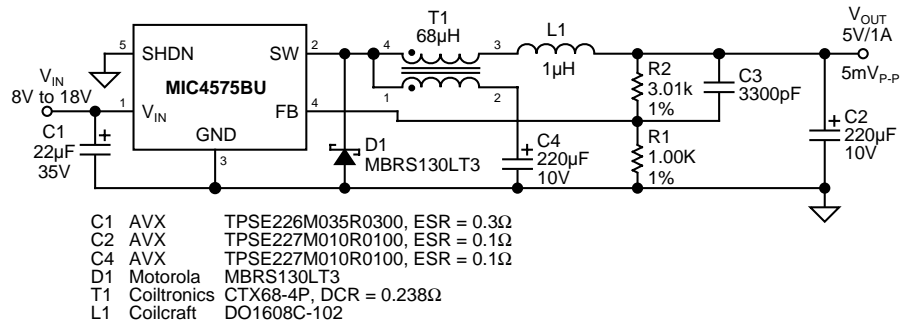 T1
68µH
L1
1µH
4
3
1
2
VOUT
5V/1A
5mVP-P
5
SHDN
SW
2
MIC4575BU
VIN
8V to 18V
1
VIN
FB
4
GND
3
C1
22µF
35V
D1
MBRS130LT3
C4
220µF
10V
R2
3.01k
1%
C3
3300pF
R1
1.00K
1%
C2
220µF
10V
C1 AVX TPSE226M035R0300, ESR = 0.3Ω
C2 AVX TPSE227M010R0100, ESR = 0.1Ω
C4 AVX TPSE227M010R0100, ESR = 0.1Ω
D1 Motorola MBRS130LT3
T1 Coiltronics CTX68-4P, DCR = 0.238Ω
L1 Coilcraft DO1608C-102